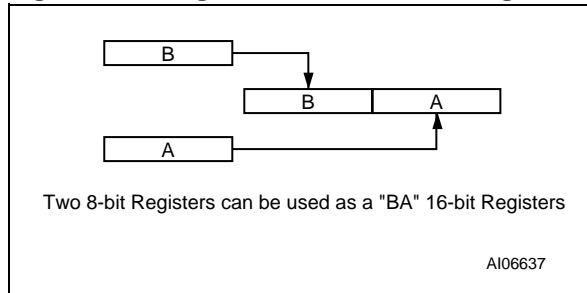 B
B A
A
Two 8-bit Registers can be used as a "BA" 16-bit Registers
AI06637